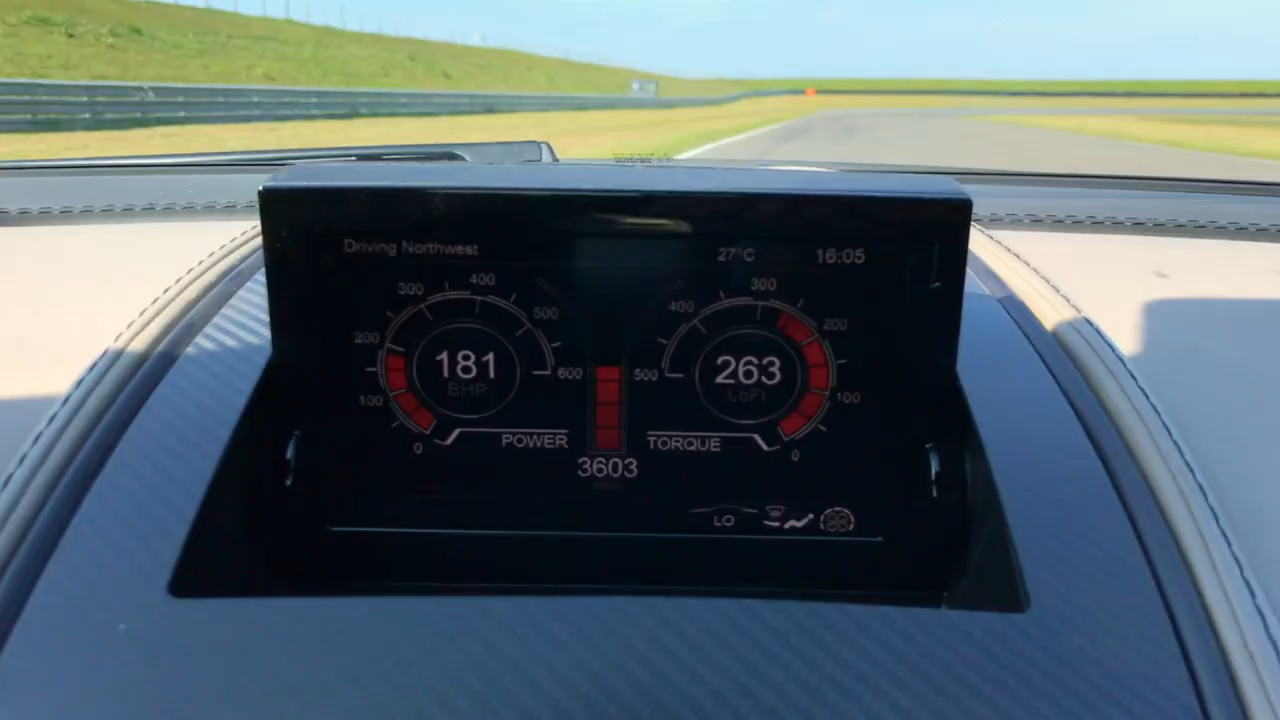 Driving Northwest 27°C 16:05
300 400 500 200 600 100 0
181
BHP
POWER
3603
400 300 200 500 100 0
263
LbFt
TORQUE
LO